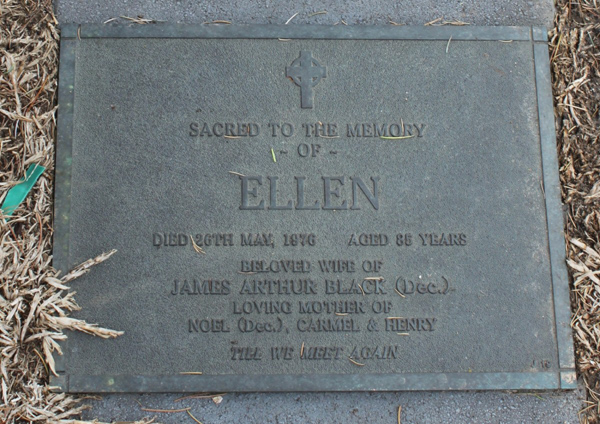 SACRED TO THE MEMORY
~ OF ~
ELLEN
DIED 26TH MAY, 1976 AGED 85 YEARS
BELOVED WIFE OF
JAMES ARTHUR BLACK (Dec.)
LOVING MOTHER OF
NOEL (Dec.), CARMEL & HENRY
TILL WE MEET AGAIN